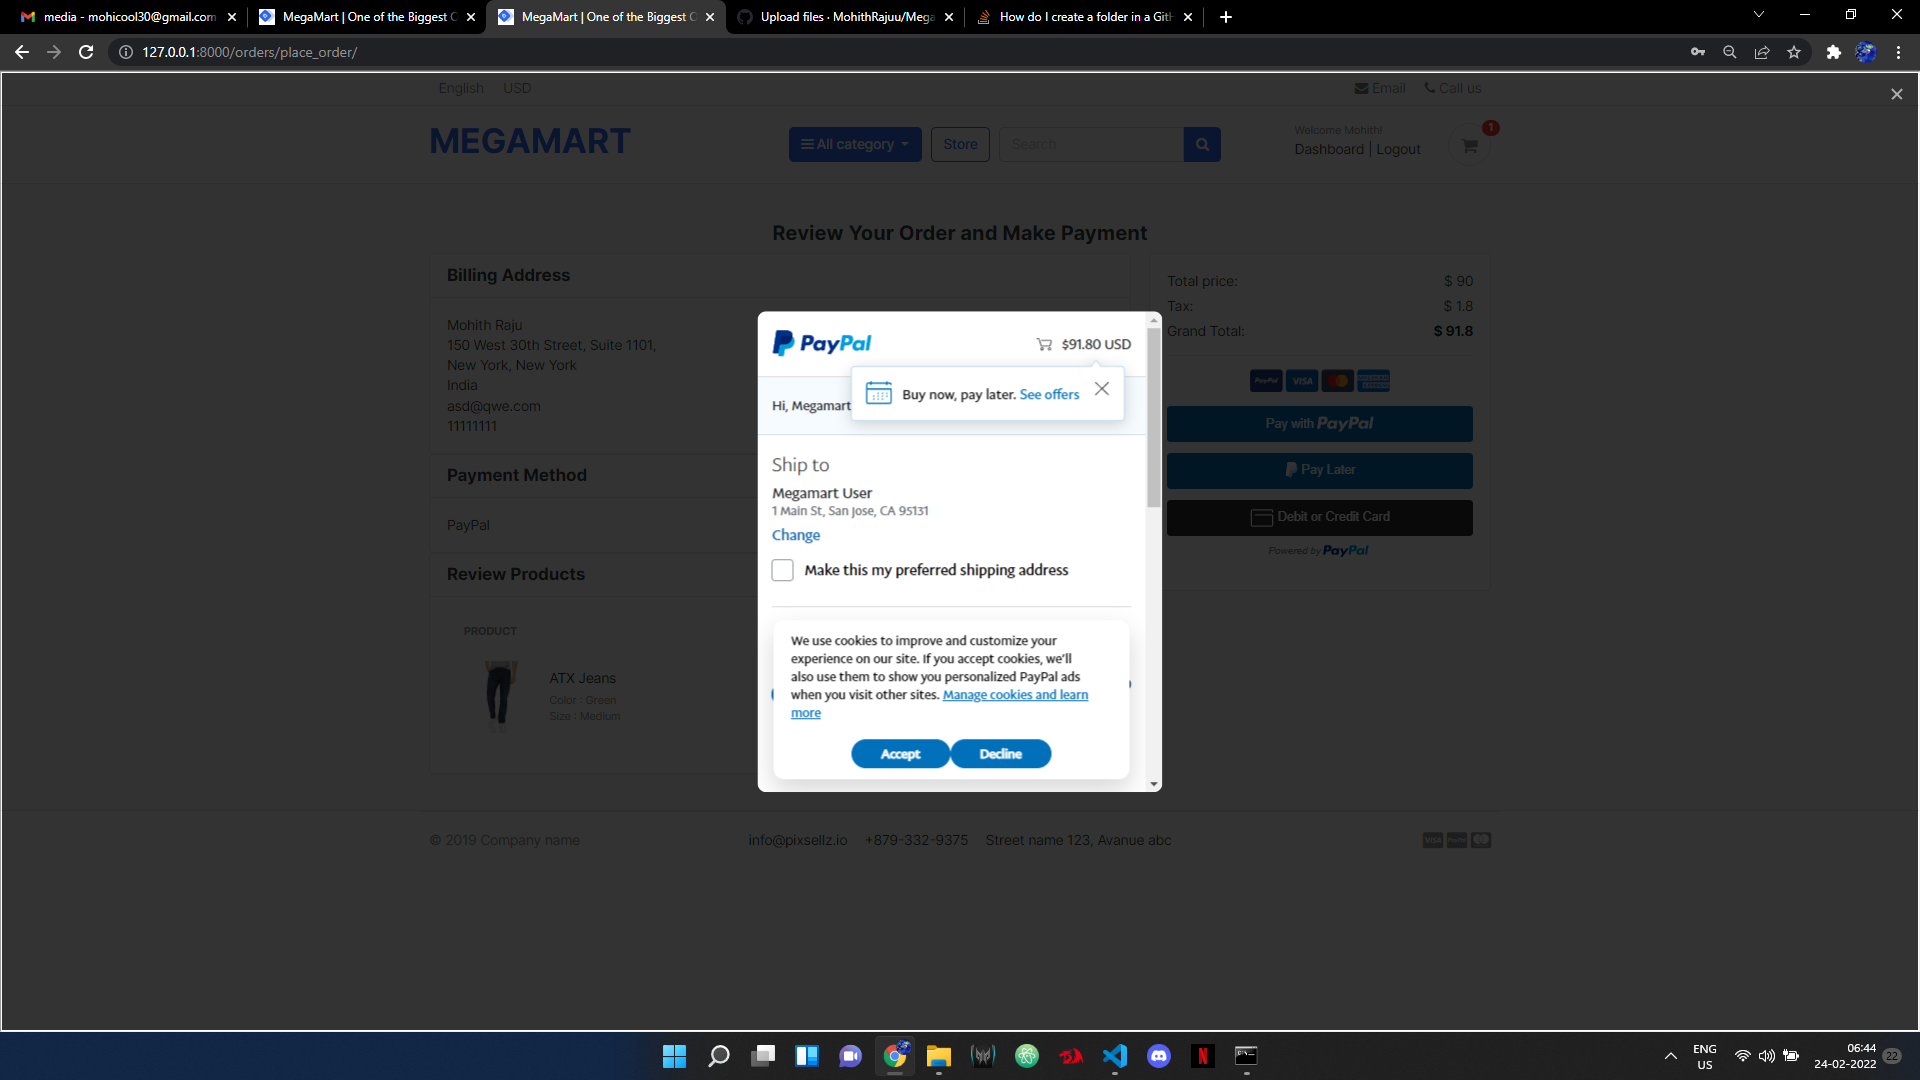 media - mohicool30@gmail.com
MegaMart | One of the Biggest O
MegaMart | One of the Biggest O
Upload files · MohithRajuu/Mega
How do I create a folder in a Git
127.0.0.1:8000/orders/place_order/
English USD
Email Call us
MEGAMART
All category
Store
Search
Welcome Mohith!
Dashboard | Logout
1
Review Your Order and Make Payment
Billing Address
Mohith Raju
150 West 30th Street, Suite 1101,
New York, New York
India
asd@qwe.com
11111111
Payment Method
PayPal
Review Products
PRODUCT
ATX Jeans
Color : Green
Size : Medium
PayPal
$91.80 USD
Buy now, pay later. See offers
Hi, Megamart
Ship to
Megamart User
1 Main St, San Jose, CA 95131
Change
Make this my preferred shipping address
We use cookies to improve and customize your
experience on our site. If you accept cookies, we'll
also use them to show you personalized PayPal ads
when you visit other sites. Manage cookies and learn
more
Accept Decline
Total price: $ 90
Tax: $ 1.8
Grand Total: $ 91.8
PayPal VISA
Pay with PayPal
Pay Later
Debit or Credit Card
Powered by PayPal
© 2019 Company name
info@pixsellz.io +879-332-9375 Street name 123, Avanue abc
VISA
ENG
US
06:44
24-02-2022
22